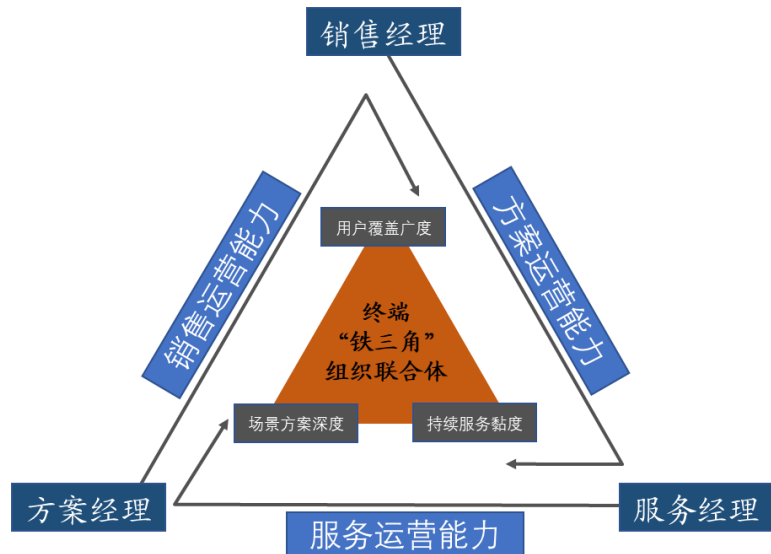 销售经理
销售运营能力
方案运营能力
用户覆盖广度
终端
“铁三角”
组织联合体
场景方案深度
持续服务黏度
方案经理
服务经理
服务运营能力